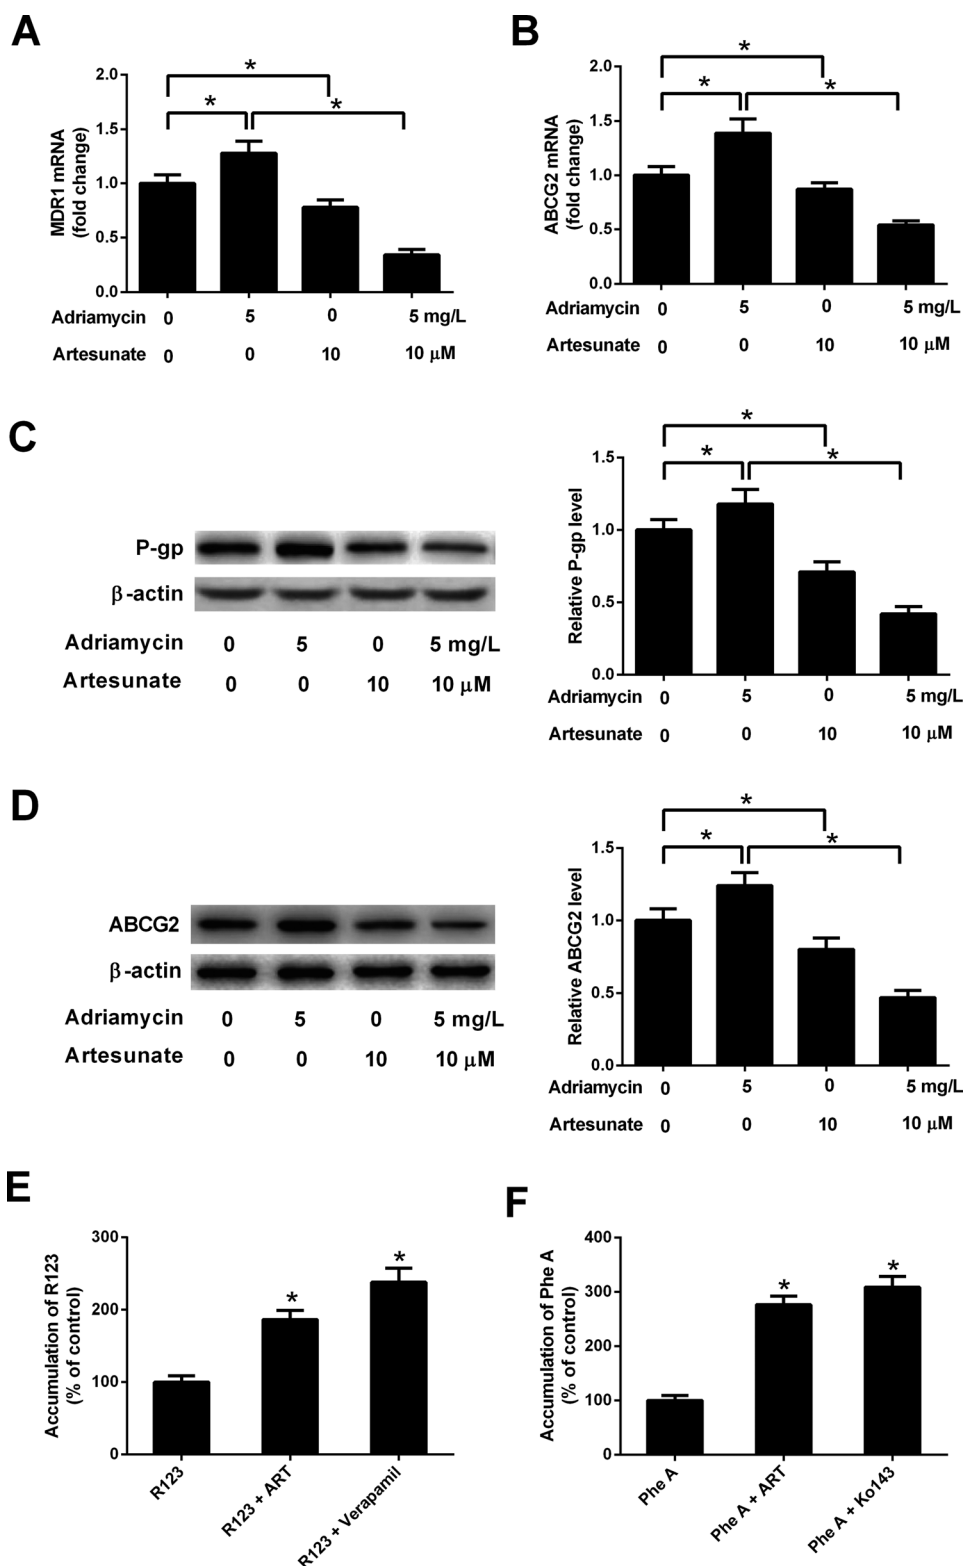 A
MDR1 mRNA
(fold change)
2.0
1.5
1.0
0.5
0.0
* * *
Adriamycin 0 5 0 5 mg/L
Artesunate 0 0 10 10 μM
B
ABCG2 mRNA
(fold change)
2.0
1.5
1.0
0.5
0.0
* * *
Adriamycin 0 5 0 5 mg/L
Artesunate 0 0 10 10 μM
C
P-gp
β-actin
Adriamycin 0 5 0 5 mg/L
Artesunate 0 0 10 10 μM
Relative P-gp level
1.5
1.0
0.5
0.0
* * *
Adriamycin 0 5 0 5 mg/L
Artesunate 0 0 10 10 μM
D
ABCG2
β-actin
Adriamycin 0 5 0 5 mg/L
Artesunate 0 0 10 10 μM
Relative ABCG2 level
1.5
1.0
0.5
0.0
* * *
Adriamycin 0 5 0 5 mg/L
Artesunate 0 0 10 10 μM
E
Accumulation of R123
(% of control)
300
200
100
0
* *
R123
R123 + ART
R123 + Verapamil
F
Accumulation of Phe A
(% of control)
400
300
200
100
0
* *
Phe A
Phe A + ART
Phe A + Ko143